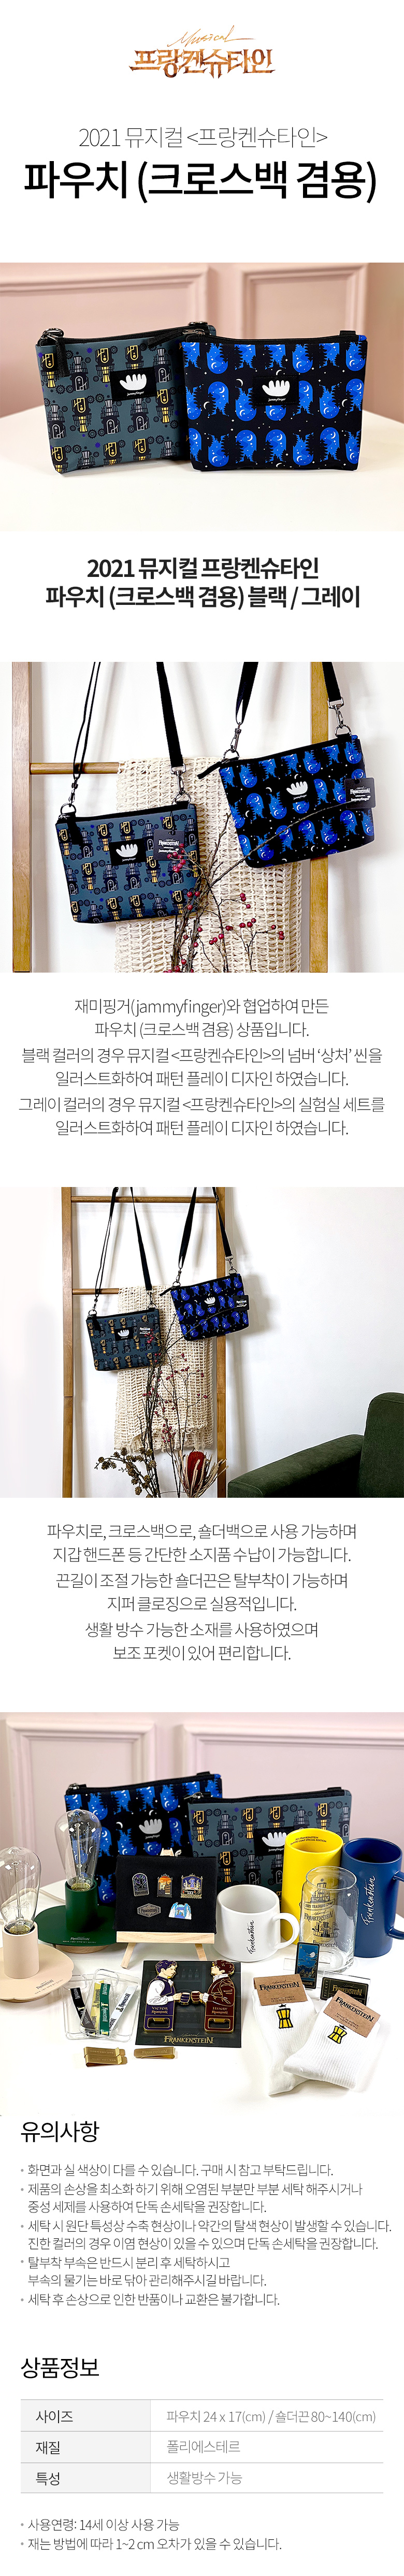 Musical
프랑켄슈타인
2021 뮤지컬 <프랑켄슈타인>
파우치 (크로스백 겸용)
2021 뮤지컬 프랑켄슈타인
파우치 (크로스백 겸용) 블랙 / 그레이
재미핑거(jammyfinger)와 협업하여 만든
파우치 (크로스백 겸용) 상품입니다.
블랙 컬러의 경우 뮤지컬 <프랑켄슈타인>의 넘버 ‘상처’ 씬을
일러스트화하여 패턴 플레이 디자인 하였습니다.
그레이 컬러의 경우 뮤지컬 <프랑켄슈타인>의 실험실 세트를
일러스트화하여 패턴 플레이 디자인 하였습니다.
파우치로, 크로스백으로, 숄더백으로 사용 가능하며
지갑 핸드폰 등 간단한 소지품 수납이 가능합니다.
끈길이 조절 가능한 숄더끈은 탈부착이 가능하며
지퍼 클로징으로 실용적입니다.
생활 방수 가능한 소재를 사용하였으며
보조 포켓이 있어 편리합니다.
Frankenstein
Frankenstein
FRANKENSTEIN
FRANKENSTEIN
FRANKENSTEIN
유의사항
• 화면과 실 색상이 다를 수 있습니다. 구매 시 참고 부탁드립니다.
• 제품의 손상을 최소화 하기 위해 오염된 부분만 부분 세탁 해주시거나
중성 세제를 사용하여 단독 손세탁을 권장합니다.
• 세탁 시 원단 특성상 수축 현상이나 약간의 탈색 현상이 발생할 수 있습니다.
진한 컬러의 경우 이염 현상이 있을 수 있으며 단독 손세탁을 권장합니다.
• 탈부착 부속은 반드시 분리 후 세탁하시고
부속의 물기는 바로 닦아 관리해주시길 바랍니다.
• 세탁 후 손상으로 인한 반품이나 교환은 불가합니다.
상품정보
사이즈 파우치 24 x 17(cm) / 숄더끈 80~140(cm)
재질 폴리에스테르
특성 생활방수 가능
• 사용연령: 14세 이상 사용 가능
• 재는 방법에 따라 1~2 cm 오차가 있을 수 있습니다.